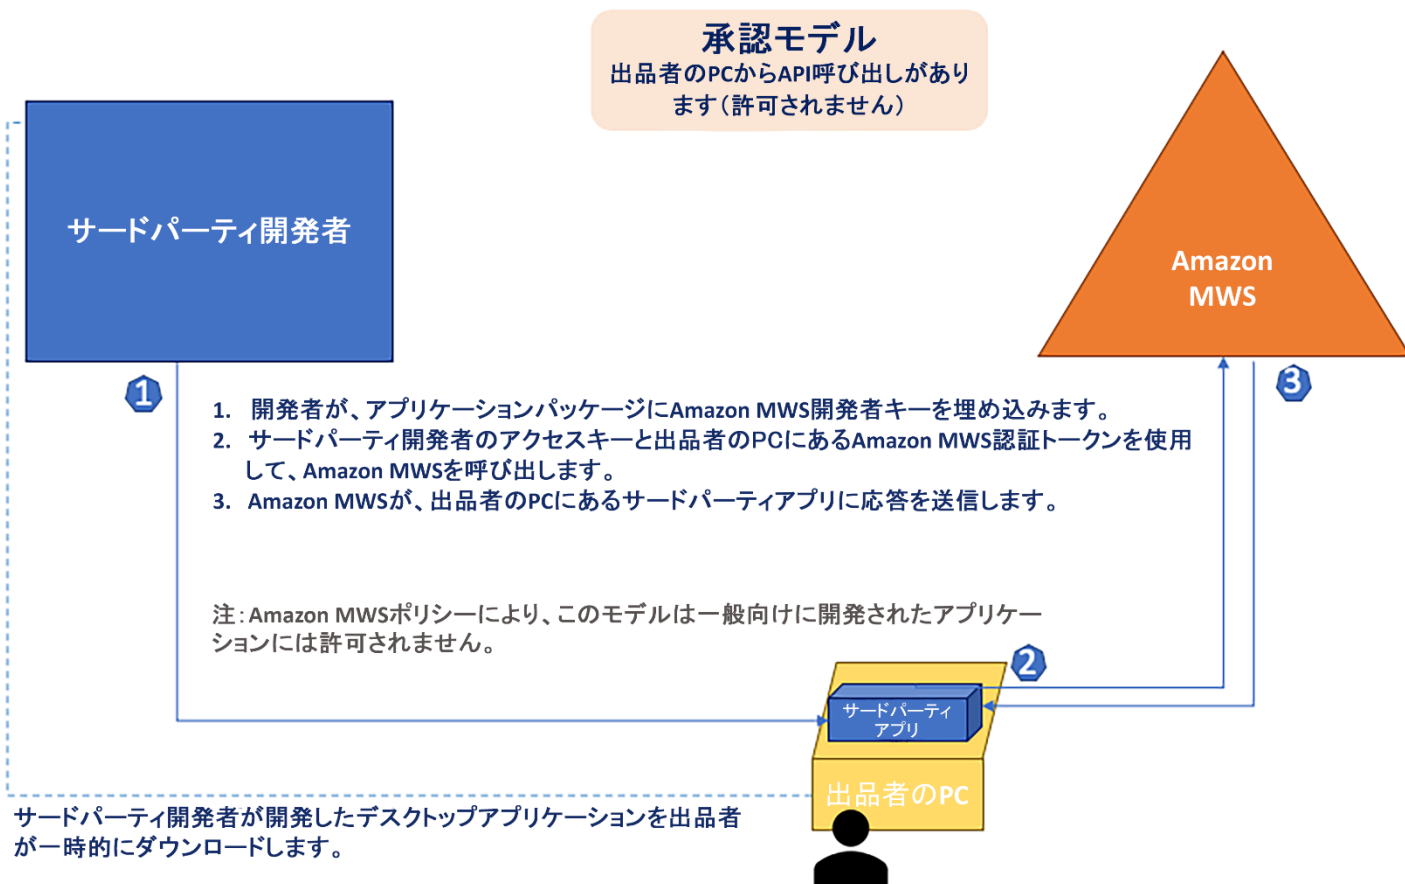 承認モデル
出品者のPCからAPI呼び出しがあり
ます（許可されません）
サードパーティ開発者
Amazon
MWS
1
3
1. 開発者が、アプリケーションパッケージにAmazon MWS開発者キーを埋め込みます。
2. サードパーティ開発者のアクセスキーと出品者のPCにあるAmazon MWS認証トークンを使用
して、Amazon MWSを呼び出します。
3. Amazon MWSが、出品者のPCにあるサードパーティアプリに応答を送信します。
注：Amazon MWSポリシーにより、このモデルは一般向けに開発されたアプリケー
ションには許可されません。
2
サードパーティ
アプリ
出品者のPC
サードパーティ開発者が開発したデスクトップアプリケーションを出品者
が一時的にダウンロードします。